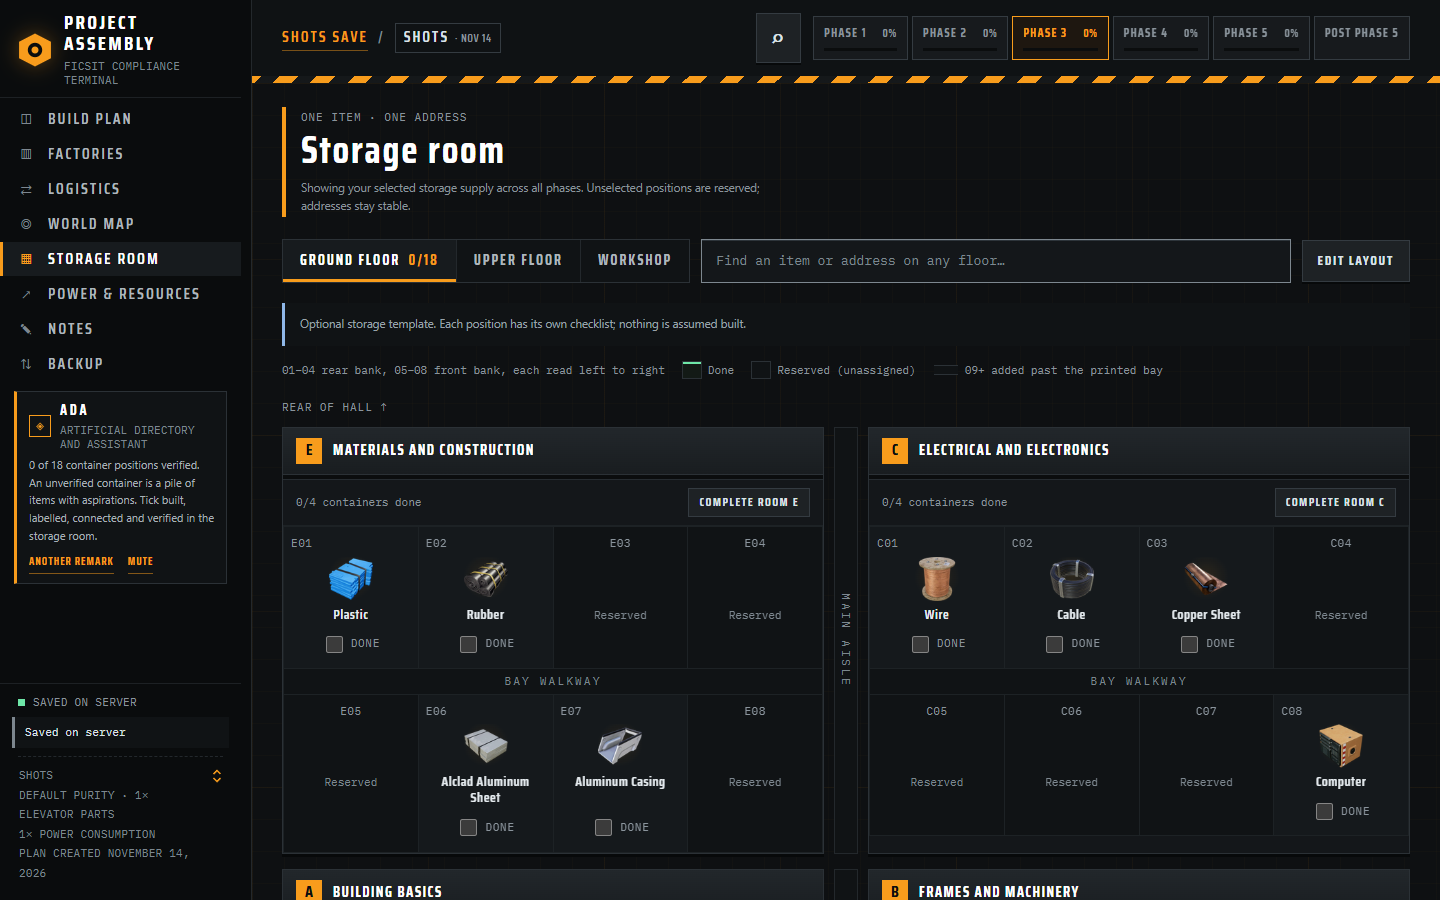 PROJECT
ASSEMBLY
FICSIT COMPLIANCE
TERMINAL
BUILD PLAN
FACTORIES
LOGISTICS
WORLD MAP
STORAGE ROOM
POWER & RESOURCES
NOTES
BACKUP
ADA
ARTIFICIAL DIRECTORY
AND ASSISTANT
0 of 18 container positions verified.
An unverified container is a pile of
items with aspirations. Tick built,
labelled, connected and verified in the
storage room.
ANOTHER REMARK MUTE
SAVED ON SERVER
Saved on server
SHOTS
DEFAULT PURITY · 1×
ELEVATOR PARTS
1× POWER CONSUMPTION
PLAN CREATED NOVEMBER 14,
2026
SHOTS SAVE / SHOTS · NOV 14
PHASE 1 0% PHASE 2 0% PHASE 3 0% PHASE 4 0% PHASE 5 0% POST PHASE 5
ONE ITEM · ONE ADDRESS
Storage room
Showing your selected storage supply across all phases. Unselected positions are reserved;
addresses stay stable.
GROUND FLOOR 0/18 UPPER FLOOR WORKSHOP Find an item or address on any floor… EDIT LAYOUT
Optional storage template. Each position has its own checklist; nothing is assumed built.
01–04 rear bank, 05–08 front bank, each read left to right Done Reserved (unassigned) 09+ added past the printed bay
REAR OF HALL ↑
E MATERIALS AND CONSTRUCTION
0/4 containers done COMPLETE ROOM E
E01 E02 E03 E04
Plastic Rubber Reserved Reserved
DONE DONE
BAY WALKWAY
E05 E06 E07 E08
Reserved Alclad Aluminum Sheet Aluminum Casing Reserved
DONE DONE
MAIN AISLE
C ELECTRICAL AND ELECTRONICS
0/4 containers done COMPLETE ROOM C
C01 C02 C03 C04
Wire Cable Copper Sheet Reserved
DONE DONE DONE
BAY WALKWAY
C05 C06 C07 C08
Reserved Reserved Reserved Computer
DONE
A BUILDING BASICS
B FRAMES AND MACHINERY